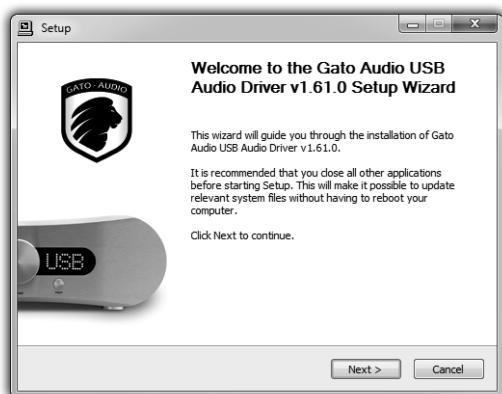 Setup
GATO - AUDIO
Welcome to the Gato Audio USB
Audio Driver v1.61.0 Setup Wizard
This wizard will guide you through the installation of Gato
Audio USB Audio Driver v1.61.0.
It is recommended that you close all other applications
before starting Setup. This will make it possible to update
relevant system files without having to reboot your
computer.
Click Next to continue.
USB
Next >
Cancel